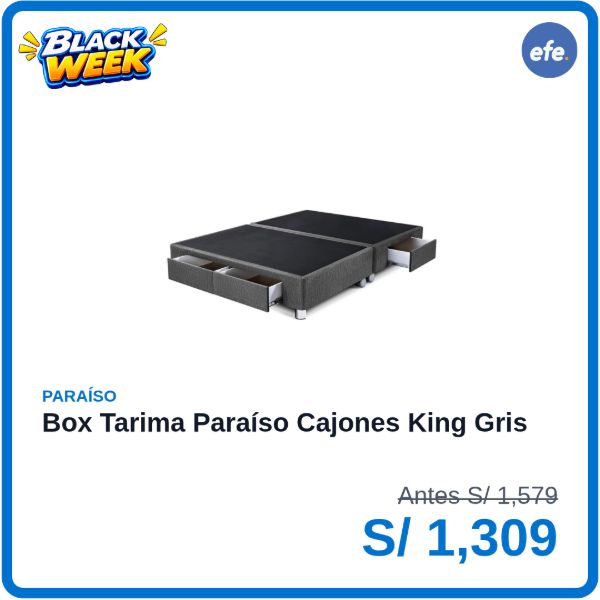 BLACK
WEEK
efe.
PARAÍSO
Box Tarima Paraíso Cajones King Gris
Antes S/ 1,579
S/ 1,309